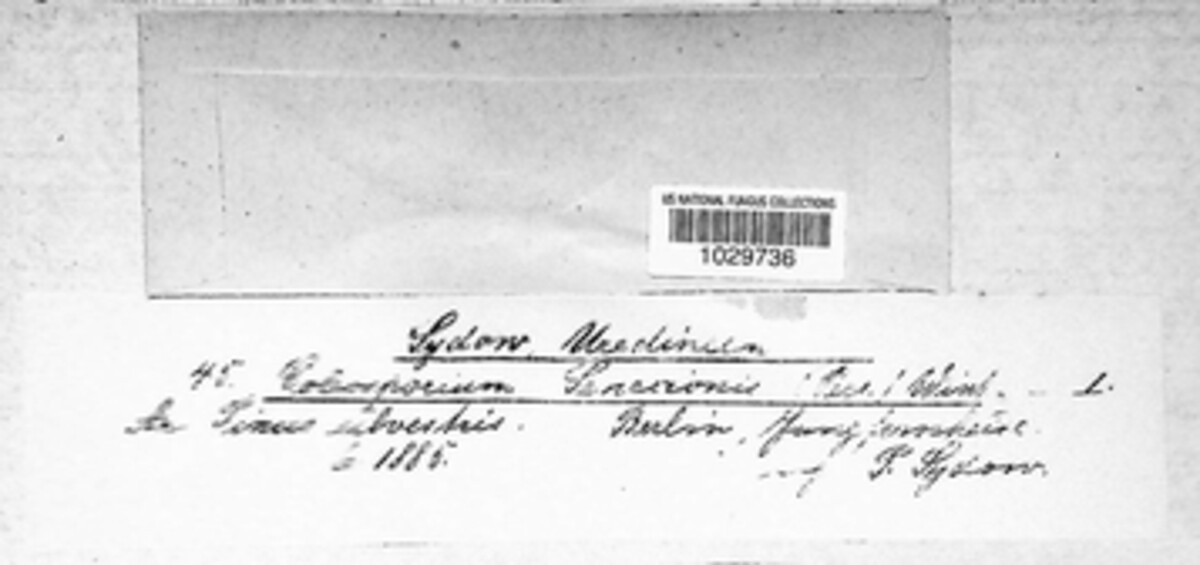 US NATIONAL FUNGUS COLLECTIONS
1029736
Sydow, Uredineen
45. Coleosporium Senecionis (Pers.) Wint. - I.
An Pinus silvestris. Berlin, Jungfernheide.
6 1885. P. Sydow.